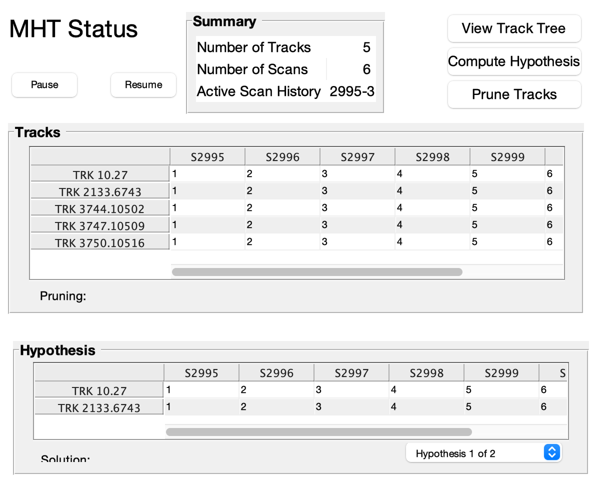 MHT Status
Pause
Resume
Summary
Number of Tracks 5
Number of Scans 6
Active Scan History 2995-3
View Track Tree
Compute Hypothesis
Prune Tracks
Tracks
S2995 S2996 S2997 S2998 S2999
TRK 10.27 1 2 3 4 5 6
TRK 2133.6743 1 2 3 4 5 6
TRK 3744.10502 1 2 3 4 5 6
TRK 3747.10509 1 2 3 4 5 6
TRK 3750.10516 1 2 3 4 5 6
Pruning:
Hypothesis
S2995 S2996 S2997 S2998 S2999 S
TRK 10.27 1 2 3 4 5 6
TRK 2133.6743 1 2 3 4 5 6
Solution:
Hypothesis 1 of 2